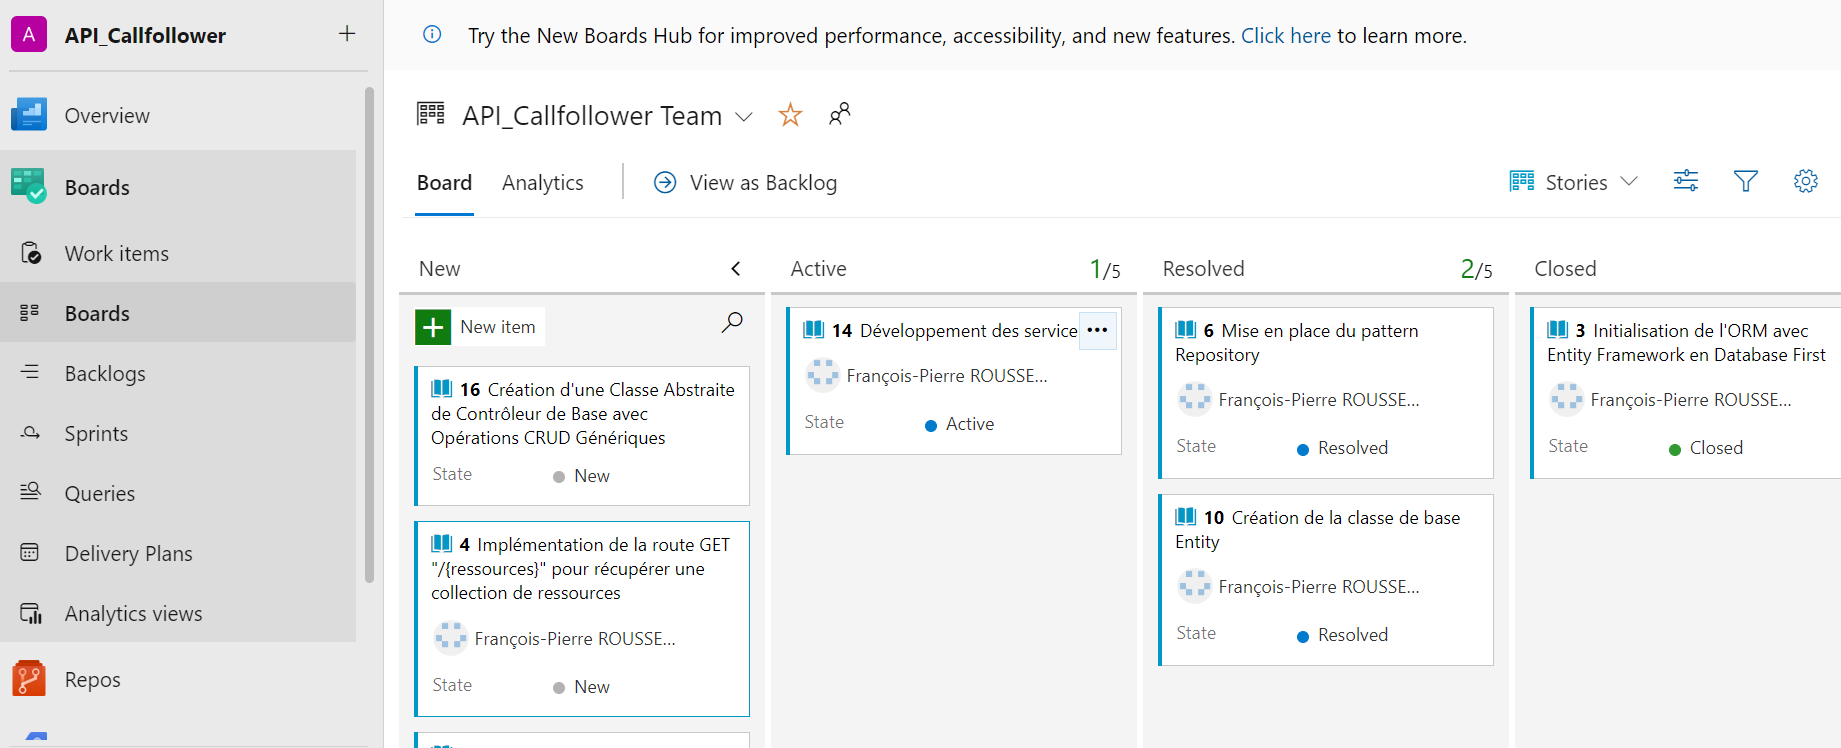 A API_Callfollower +
Overview
Boards
Work items
Boards
Backlogs
Sprints
Queries
Delivery Plans
Analytics views
Repos
Try the New Boards Hub for improved performance, accessibility, and new features. Click here to learn more.
API_Callfollower Team
Board Analytics View as Backlog Stories
New
New item
16 Création d'une Classe Abstraite
de Contrôleur de Base avec
Opérations CRUD Génériques
State New
4 Implémentation de la route GET
"/{ressources}" pour récupérer une
collection de ressources
François-Pierre ROUSSE...
State New
Active 1/5
14 Développement des service ...
François-Pierre ROUSSE...
State Active
Resolved 2/5
6 Mise en place du pattern
Repository
François-Pierre ROUSSE...
State Resolved
10 Création de la classe de base
Entity
François-Pierre ROUSSE...
State Resolved
Closed
3 Initialisation de l'ORM avec
Entity Framework en Database First
François-Pierre ROUSSE...
State Closed